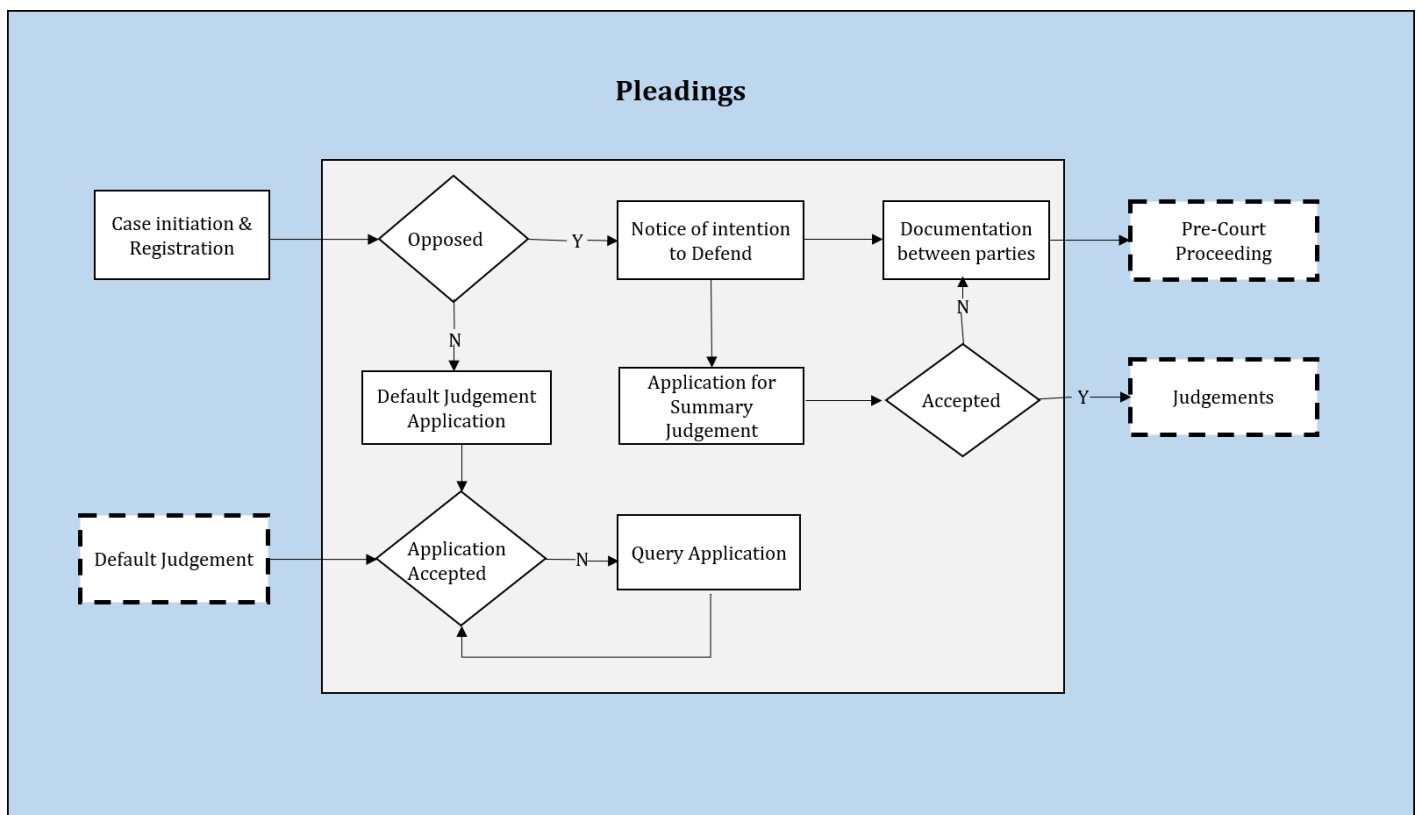 Pleadings
Case initiation &
Registration
Opposed
Y
Notice of intention
to Defend
Documentation
between parties
Pre-Court
Proceeding
N
N
Default Judgement
Application
Application for
Summary
Judgement
Accepted
Y
Judgements
Default Judgement
Application
Accepted
N
Query Application